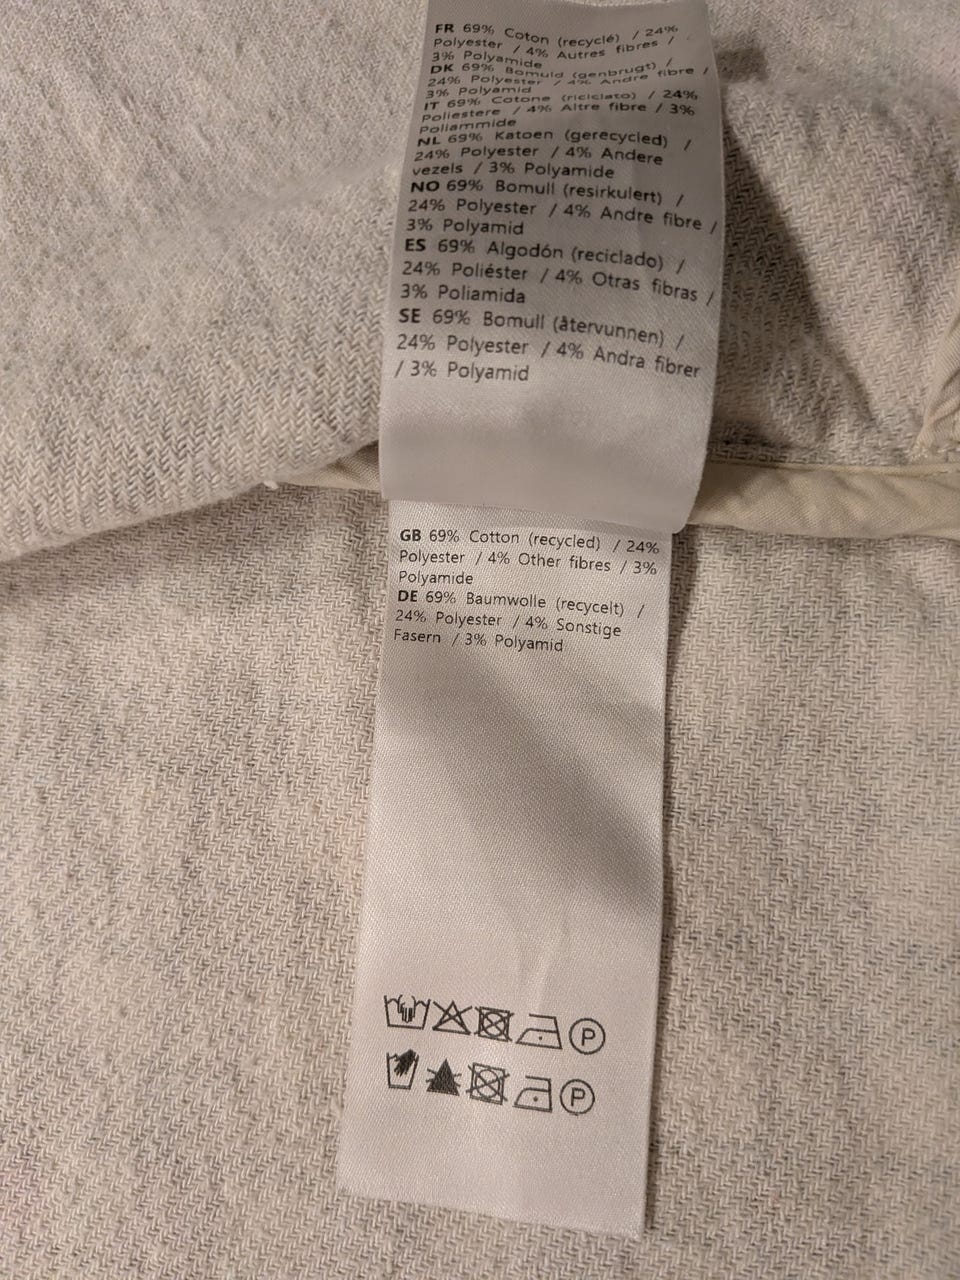 FR 69% Coton (recyclé) / 24%
Polyester / 4% Autres fibres /
3% Polyamide
DK 69% Bomuld (genbrugt) /
24% Polyester / 4% Andre fibre /
3% Polyamid
IT 69% Cotone (riciclato) / 24%
Poliestere / 4% Altre fibre / 3%
Poliammide
NL 69% Katoen (gerecycled) /
24% Polyester / 4% Andere
vezels / 3% Polyamide
NO 69% Bomull (resirkulert) /
24% Polyester / 4% Andre fibre /
3% Polyamid
ES 69% Algodón (reciclado) /
24% Poliéster / 4% Otras fibras /
3% Poliamida
SE 69% Bomull (återvunnen) /
24% Polyester / 4% Andra fibrer
/ 3% Polyamid
GB 69% Cotton (recycled) / 24%
Polyester / 4% Other fibres / 3%
Polyamide
DE 69% Baumwolle (recycelt) /
24% Polyester / 4% Sonstige
Fasern / 3% Polyamid
P
P